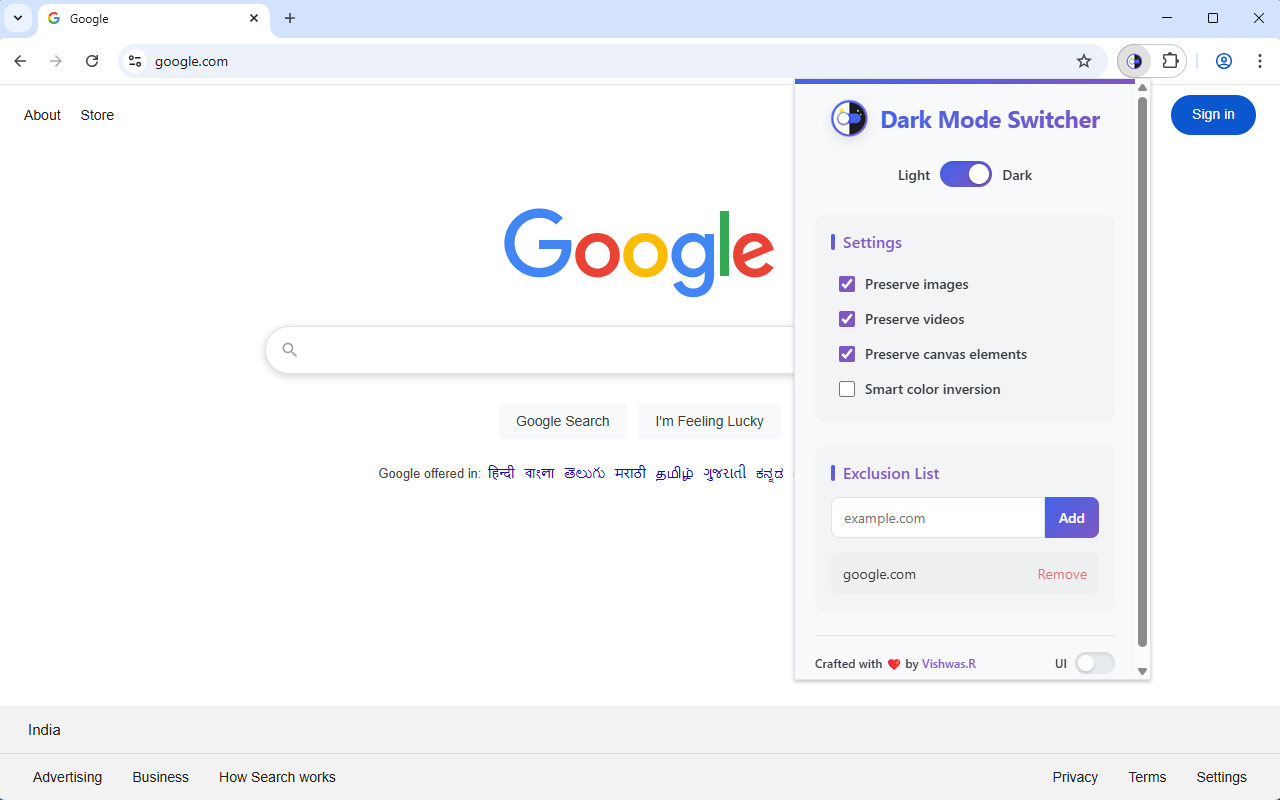 Google
google.com
About
Store
Sign in
Google
Google Search
I'm Feeling Lucky
Google offered in: हिन्दी বাংলা తెలుగు मराठी தமிழ் ગુજરાતી ಕನ್ನಡ
Dark Mode Switcher
Light
Dark
Settings
Preserve images
Preserve videos
Preserve canvas elements
Smart color inversion
Exclusion List
example.com
Add
google.com
Remove
Crafted with ❤️ by Vishwas.R
UI
India
Advertising
Business
How Search works
Privacy
Terms
Settings